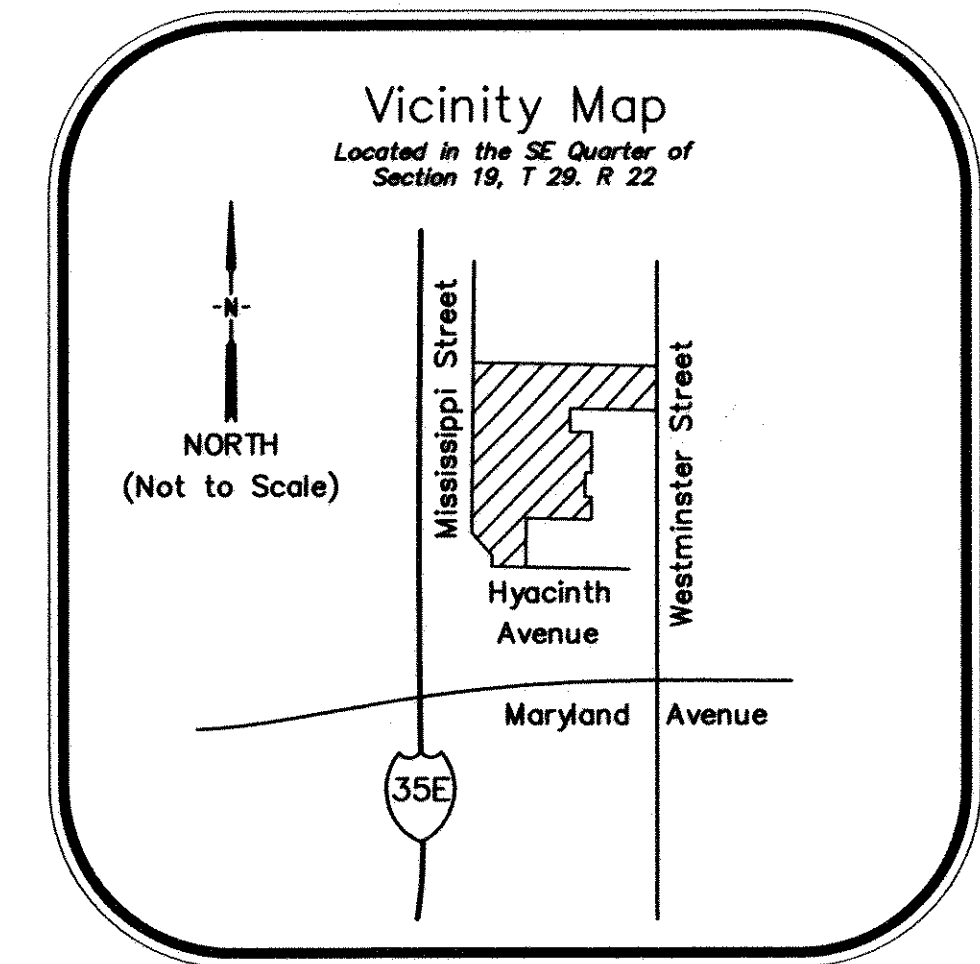 Vicinity Map
Located in the SE Quarter of
Section 19, T 29. R 22
-N-
NORTH
(Not to Scale)
Mississippi Street
Westminster Street
Hyacinth
Avenue
Maryland Avenue
35E